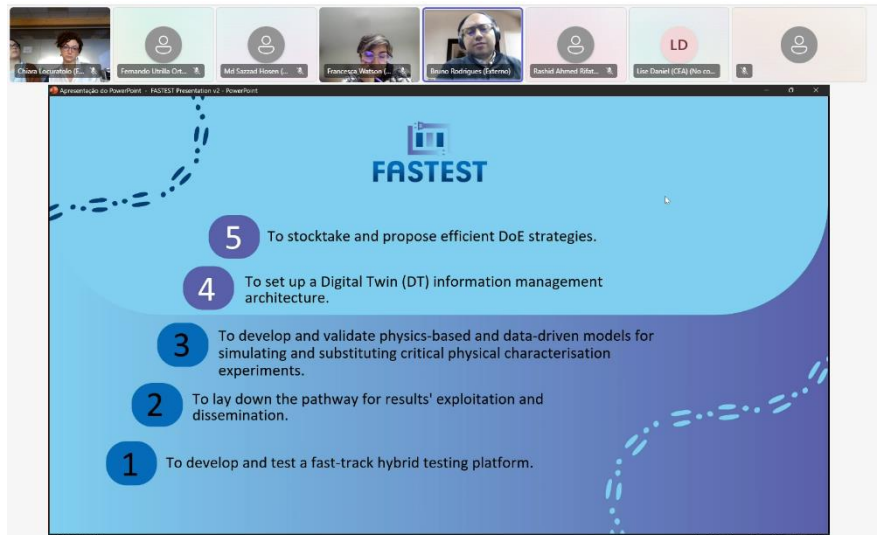 Chiara Locuratolo (E...
Fernando Utrilla Ort...
Md Sazzad Hosen (...
Francesca Watson (...
Bruno Rodrigues (Externo)
Rashid Ahmed Rifat...
LD
Lise Daniel (CEA) (No co...
Apresentação do PowerPoint - FASTEST Presentation v2 - PowerPoint
FASTEST
5 To stocktake and propose efficient DoE strategies.
4 To set up a Digital Twin (DT) information management
architecture.
3 To develop and validate physics-based and data-driven models for
simulating and substituting critical physical characterisation
experiments.
2 To lay down the pathway for results' exploitation and
dissemination.
1 To develop and test a fast-track hybrid testing platform.